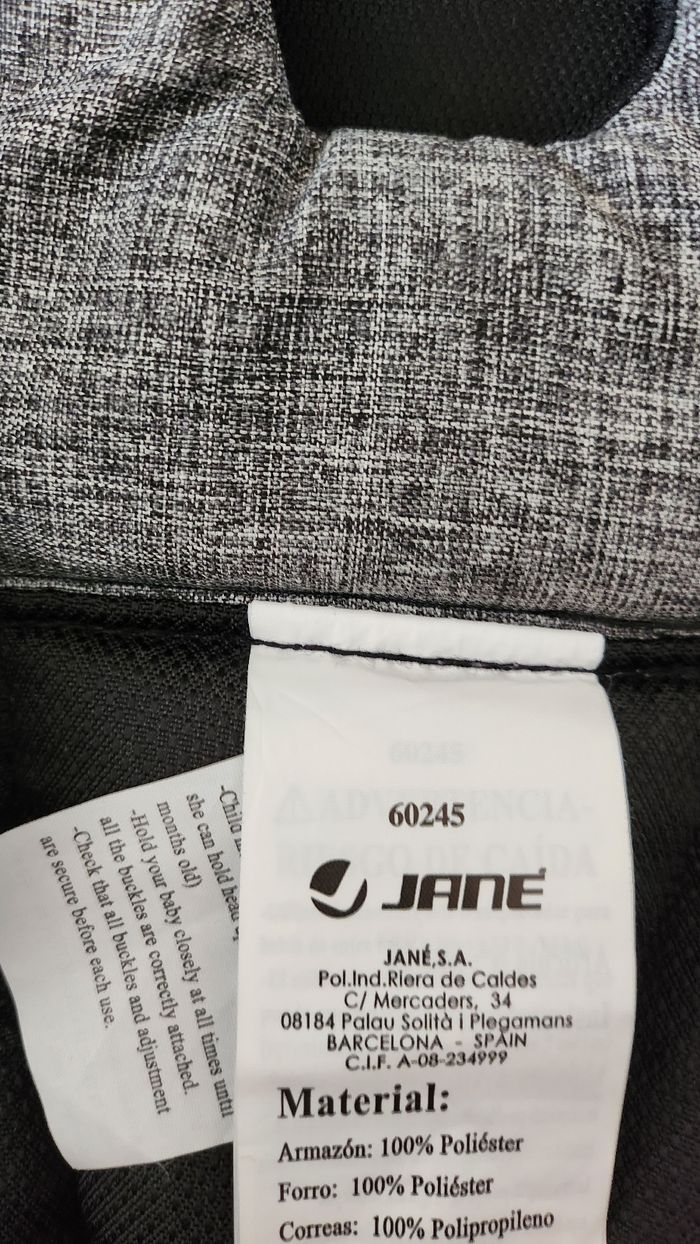 60245
JANÉ
JANÉ,S.A.
Pol.Ind.Riera de Caldes
C/ Mercaders, 34
08184 Palau Solità i Plegamans
BARCELONA - SPAIN
C.I.F. A-08-234999
Material:
Armazón: 100% Poliéster
Forro: 100% Poliéster
Correas: 100% Polipropileno
-Child
she can hold head
months old)
-Hold your baby closely at all times until
all the buckles are correctly attached.
-Check that all buckles and adjustment
are secure before each use.